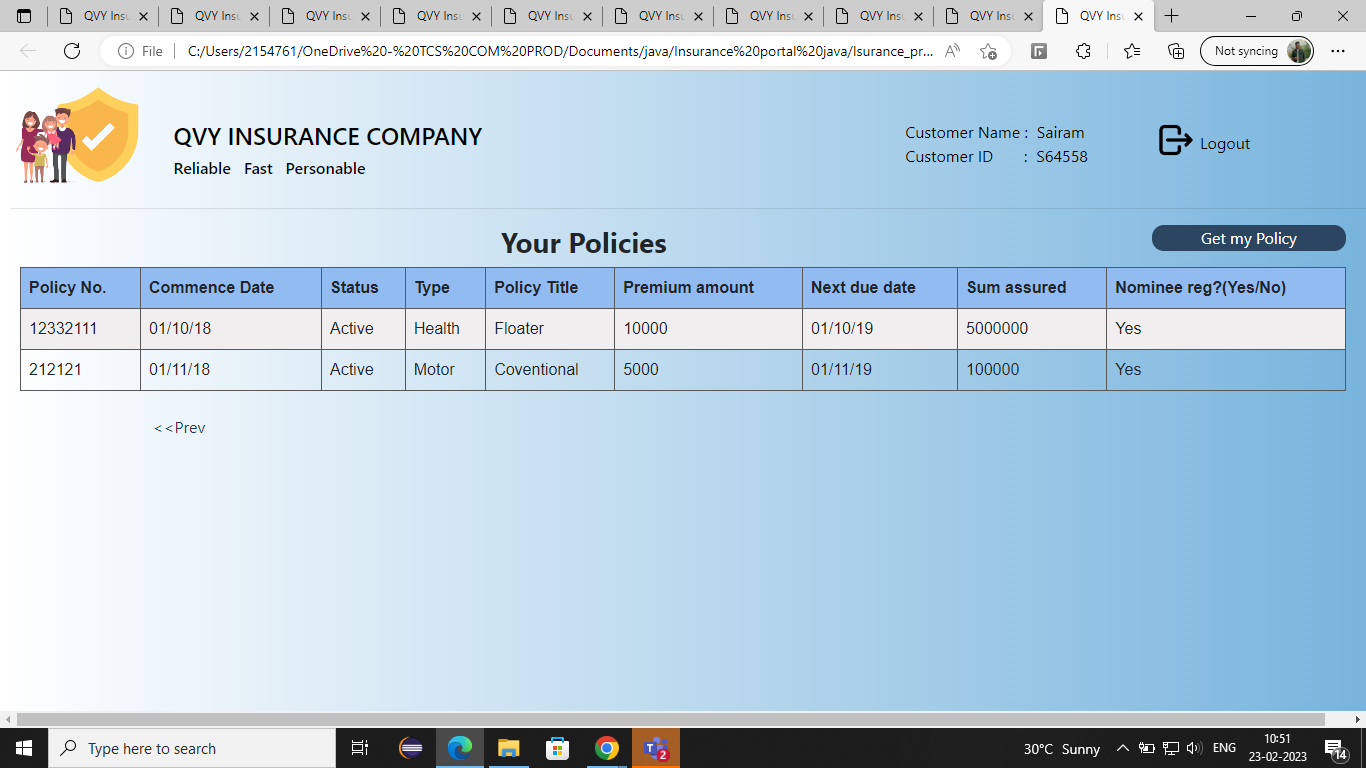 QVY Insu QVY Insu QVY Insu QVY Insu QVY Insu QVY Insu QVY Insu QVY Insu QVY Insu QVY Insu
File C:/Users/2154761/OneDrive%20-%20TCS%20COM%20PROD/Documents/java/Insurance%20portal%20java/Isurance_pr... Not syncing
QVY INSURANCE COMPANY
Reliable Fast Personable
Customer Name : Sairam
Customer ID : S64558
Logout
Your Policies
Get my Policy
Policy No. Commence Date Status Type Policy Title Premium amount Next due date Sum assured Nominee reg?(Yes/No)
12332111 01/10/18 Active Health Floater 10000 01/10/19 5000000 Yes
212121 01/11/18 Active Motor Coventional 5000 01/11/19 100000 Yes
<<Prev
Type here to search
2
30°C Sunny
ENG
10:51
23-02-2023
14